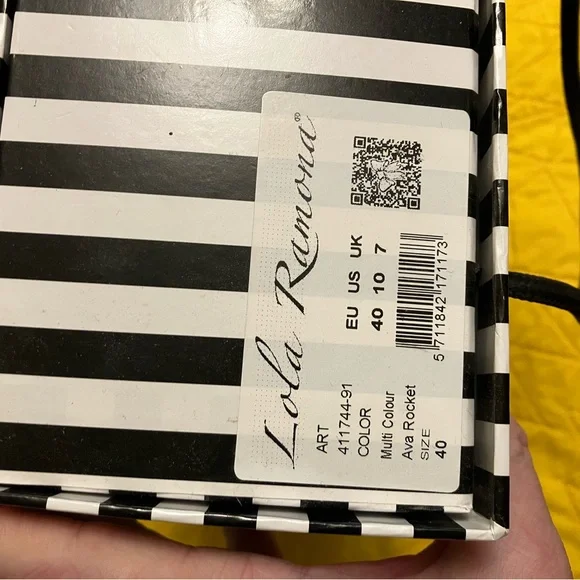 Lola Ramona®
ART
411744-91
COLOR
Multi Colour
Ava Rocket
SIZE
40
EU US UK
40 10 7
5 711842 171173